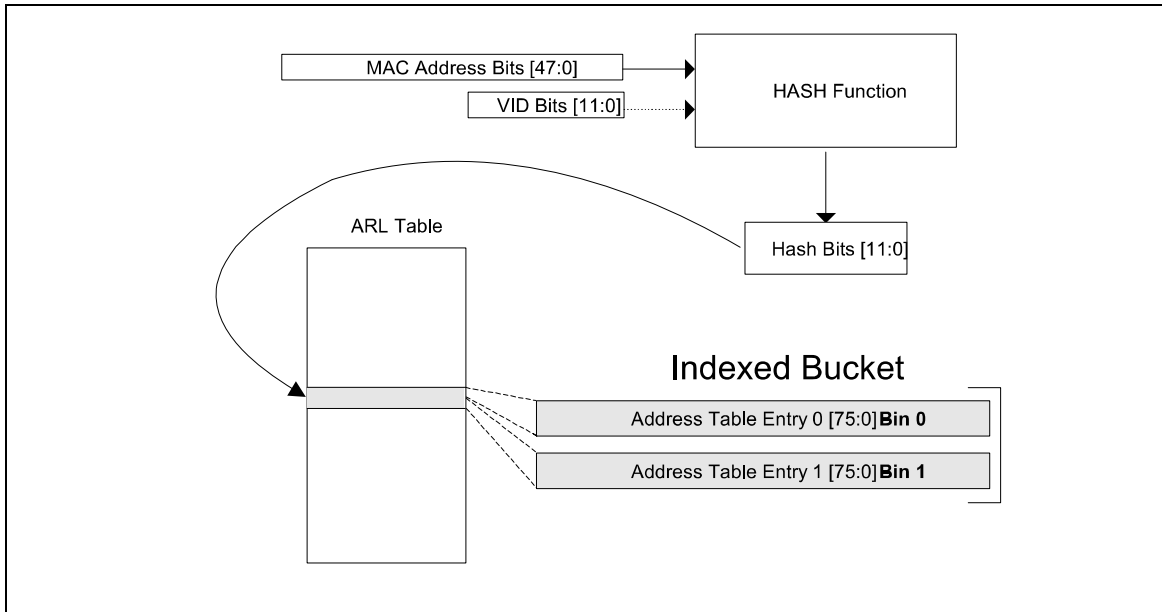 MAC Address Bits [47:0]
HASH Function
VID Bits [11:0]
ARL Table
Hash Bits [11:0]
Indexed Bucket
Address Table Entry 0 [75:0] Bin 0
Address Table Entry 1 [75:0] Bin 1